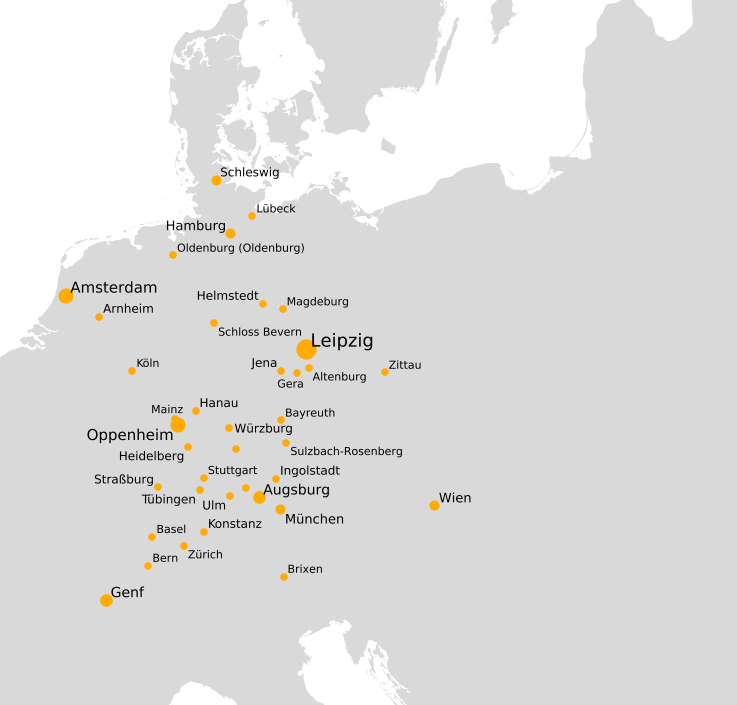 Schleswig
Lübeck
Hamburg
Oldenburg (Oldenburg)
Amsterdam
Helmstedt
Magdeburg
Arnheim
Schloss Bevern
Leipzig
Köln
Jena
Zittau
Altenburg
Gera
Hanau
Mainz
Bayreuth
Würzburg
Oppenheim
Sulzbach-Rosenberg
Heidelberg
Stuttgart
Ingolstadt
Straßburg
Augsburg
Tübingen
Wien
Ulm
München
Konstanz
Basel
Zürich
Bern
Brixen
Genf